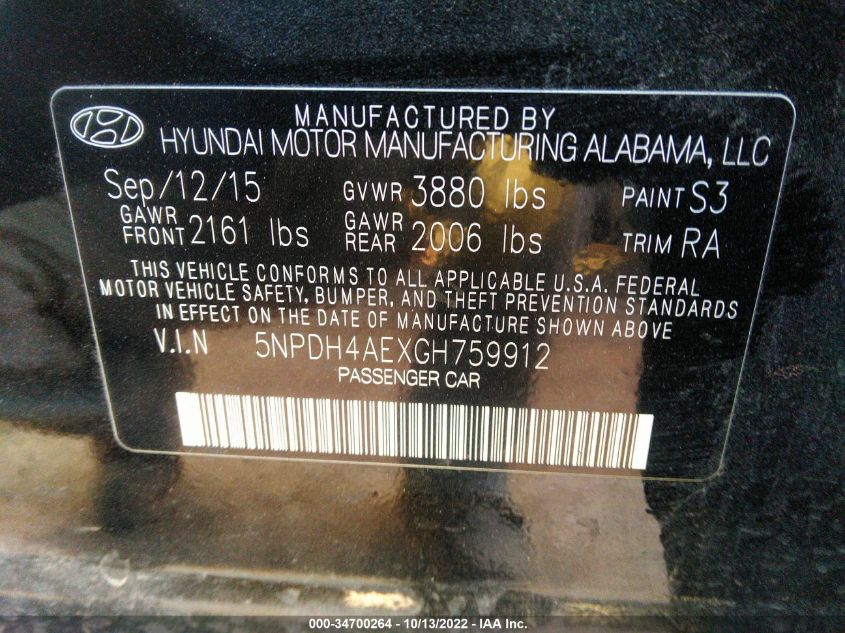 MANUFACTURED BY
HYUNDAI MOTOR MANUFACTURING ALABAMA, LLC
Sep/12/15 GVWR 3880 lbs PAINT S3
GAWR FRONT 2161 lbs GAWR REAR 2006 lbs TRIM RA
THIS VEHICLE CONFORMS TO ALL APPLICABLE U.S.A. FEDERAL
MOTOR VEHICLE SAFETY, BUMPER, AND THEFT PREVENTION STANDARDS
IN EFFECT ON THE DATE OF MANUFACTURE SHOWN ABOVE
V.I.N 5NPDH4AEXGH759912
PASSENGER CAR
000-34700264 - 10/13/2022 - IAA Inc.